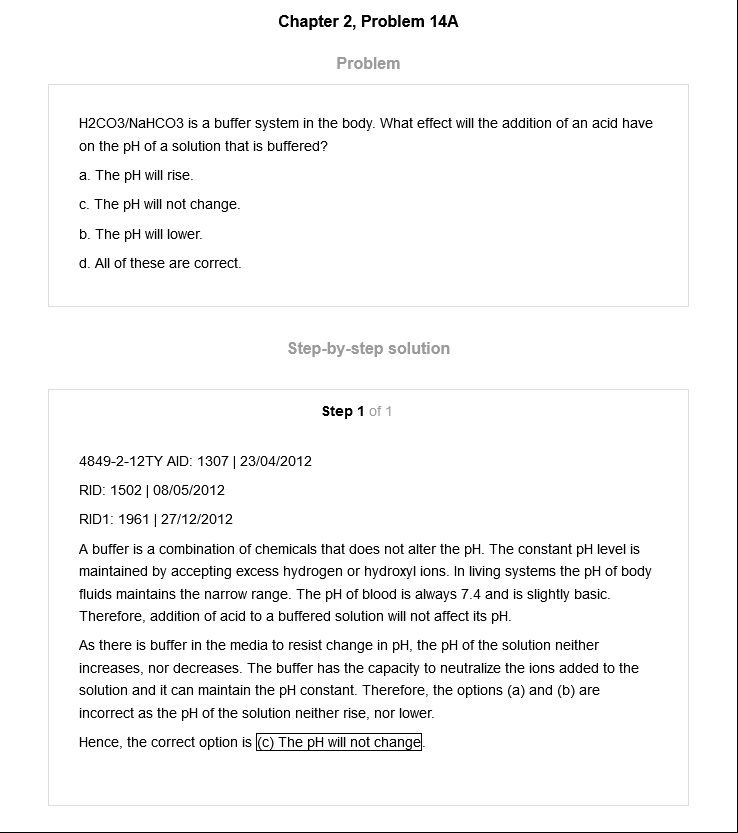 Chapter 2, Problem 14A
Problem
H2CO3/NaHCO3 is a buffer system in the body. What effect will the addition of an acid have
on the pH of a solution that is buffered?
a. The pH will rise.
c. The pH will not change.
b. The pH will lower.
d. All of these are correct.
Step-by-step solution
Step 1 of 1
4849-2-12TY AID: 1307 | 23/04/2012
RID: 1502 | 08/05/2012
RID1: 1961 | 27/12/2012
A buffer is a combination of chemicals that does not alter the pH. The constant pH level is
maintained by accepting excess hydrogen or hydroxyl ions. In living systems the pH of body
fluids maintains the narrow range. The pH of blood is always 7.4 and is slightly basic.
Therefore, addition of acid to a buffered solution will not affect its pH.
As there is buffer in the media to resist change in pH, the pH of the solution neither
increases, nor decreases. The buffer has the capacity to neutralize the ions added to the
solution and it can maintain the pH constant. Therefore, the options (a) and (b) are
incorrect as the pH of the solution neither rise, nor lower.
Hence, the correct option is (c) The pH will not change.